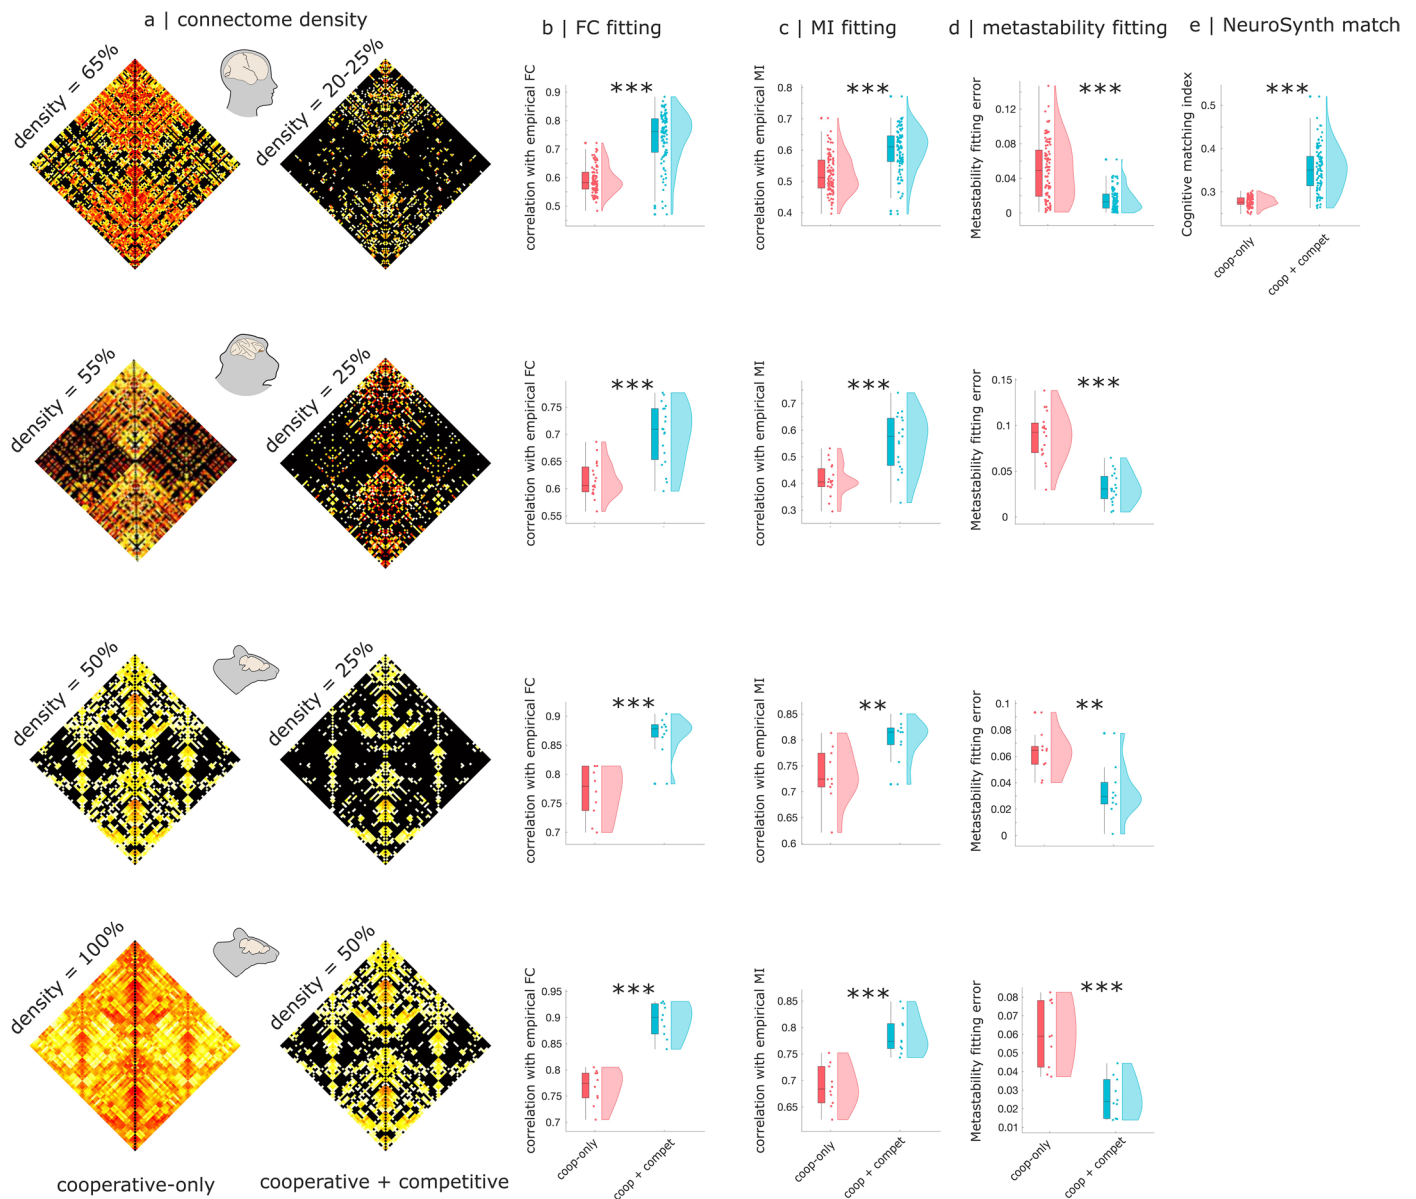 a | connectome density
b | FC fitting
c | MI fitting
d | metastability fitting
e | NeuroSynth match
density = 65%
density = 20-25%
correlation with empirical FC
0.9
0.8
0.7
0.6
0.5
***
correlation with empirical MI
0.8
0.7
0.6
0.5
0.4
***
Metastability fitting error
0.12
0.08
0.04
0
***
Cognitive matching index
0.5
0.3
***
coop-only
coop + compet
density = 55%
density = 25%
correlation with empirical FC
0.75
0.7
0.65
0.6
0.55
***
correlation with empirical MI
0.7
0.6
0.5
0.4
0.3
***
Metastability fitting error
0.15
0.1
0.05
0
***
density = 50%
density = 25%
correlation with empirical FC
0.9
0.85
0.8
0.75
0.7
***
correlation with empirical MI
0.85
0.8
0.75
0.7
0.65
0.6
**
Metastability fitting error
0.1
0.08
0.06
0.04
0.02
0
**
density = 100%
density = 50%
correlation with empirical FC
0.95
0.9
0.85
0.8
0.75
0.7
***
coop-only
coop + compet
correlation with empirical MI
0.85
0.8
0.75
0.7
0.65
***
coop-only
coop + compet
Metastability fitting error
0.08
0.07
0.06
0.05
0.04
0.03
0.02
0.01
***
coop-only
coop + compet
cooperative-only
cooperative + competitive